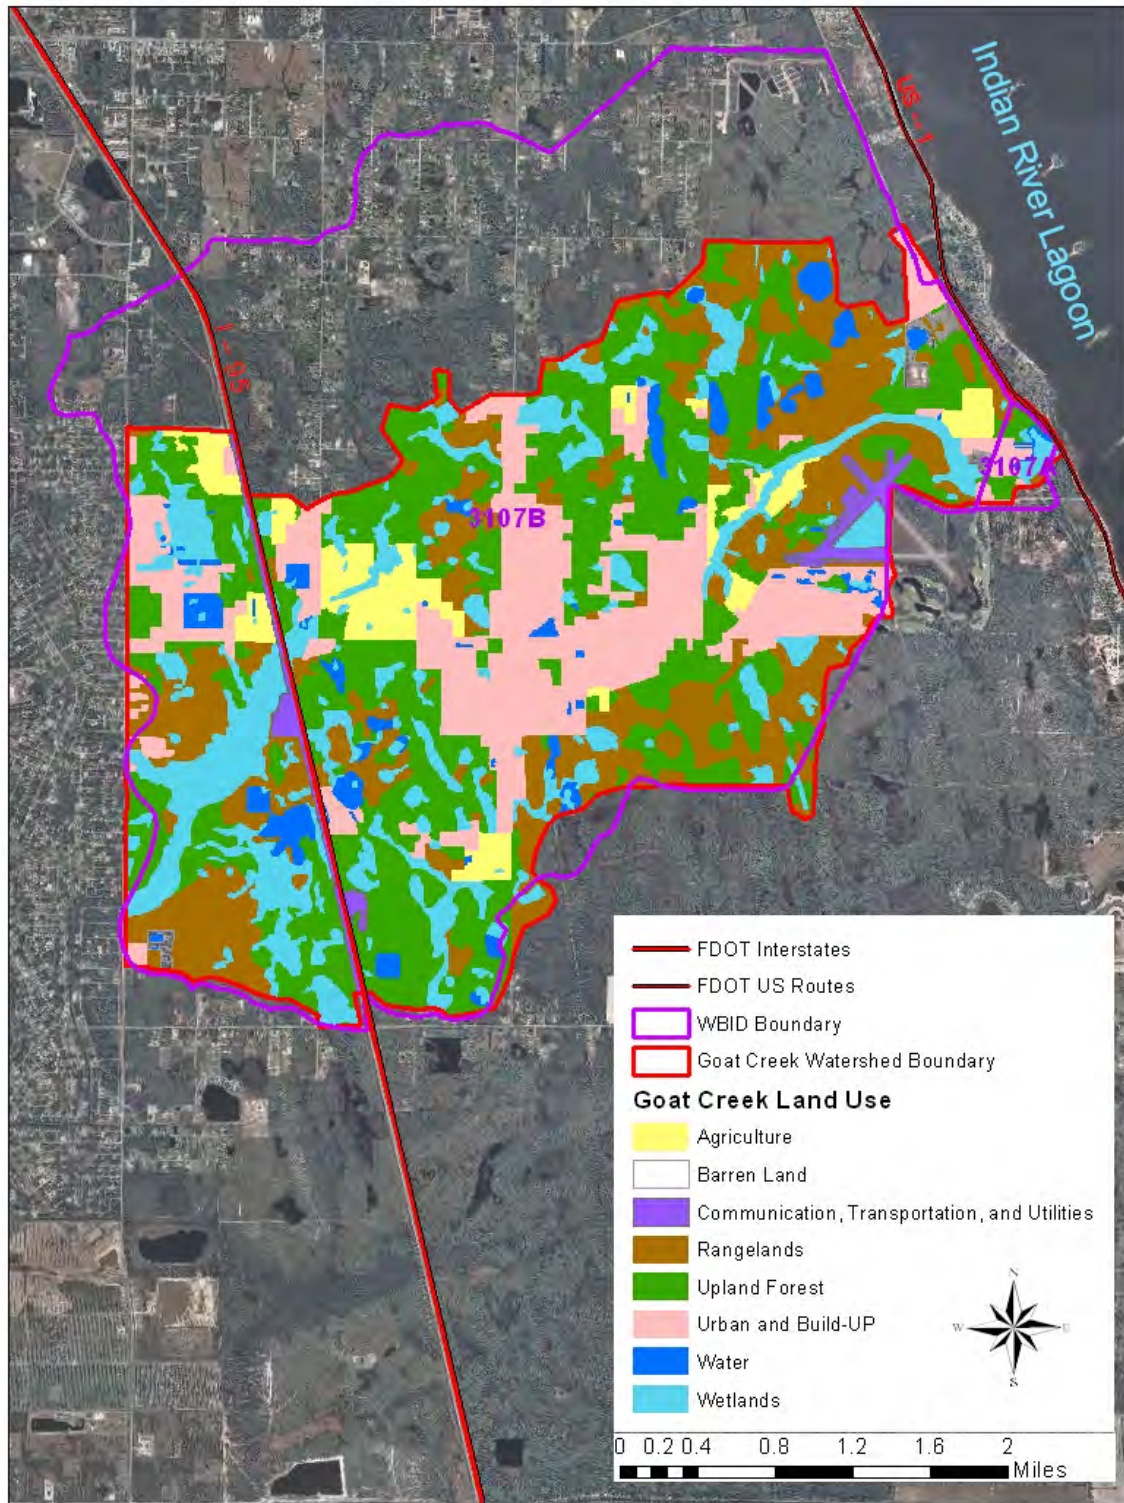 Indian River Lagoon
US -- 1
I -- 95
3107B
3107A
FDOT Interstates
FDOT US Routes
WBID Boundary
Goat Creek Watershed Boundary
Goat Creek Land Use
Agriculture
Barren Land
Communication, Transportation, and Utilities
Rangelands
Upland Forest
Urban and Build-UP
Water
Wetlands
N
W E
S
0 0.2 0.4 0.8 1.2 1.6 2
Miles